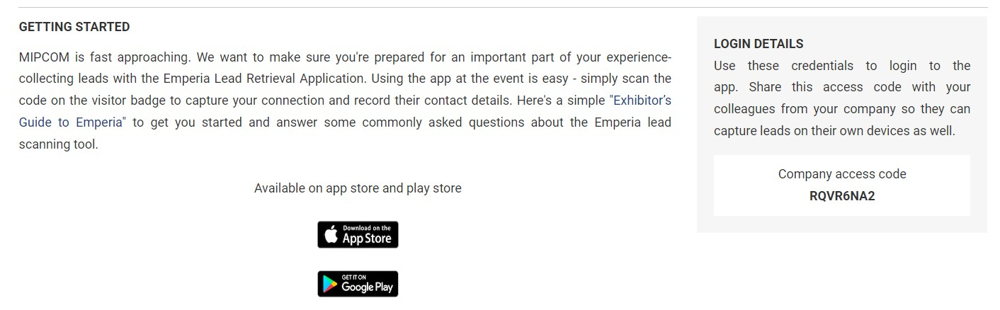 GETTING STARTED
MIPCOM is fast approaching. We want to make sure you're prepared for an important part of your experience-
collecting leads with the Emperia Lead Retrieval Application. Using the app at the event is easy - simply scan the
code on the visitor badge to capture your connection and record their contact details. Here's a simple "Exhibitor’s
Guide to Emperia" to get you started and answer some commonly asked questions about the Emperia lead
scanning tool.
Available on app store and play store
Download on the
App Store
GET IT ON
Google Play
LOGIN DETAILS
Use these credentials to login to the
app. Share this access code with your
colleagues from your company so they can
capture leads on their own devices as well.
Company access code
RQVR6NA2